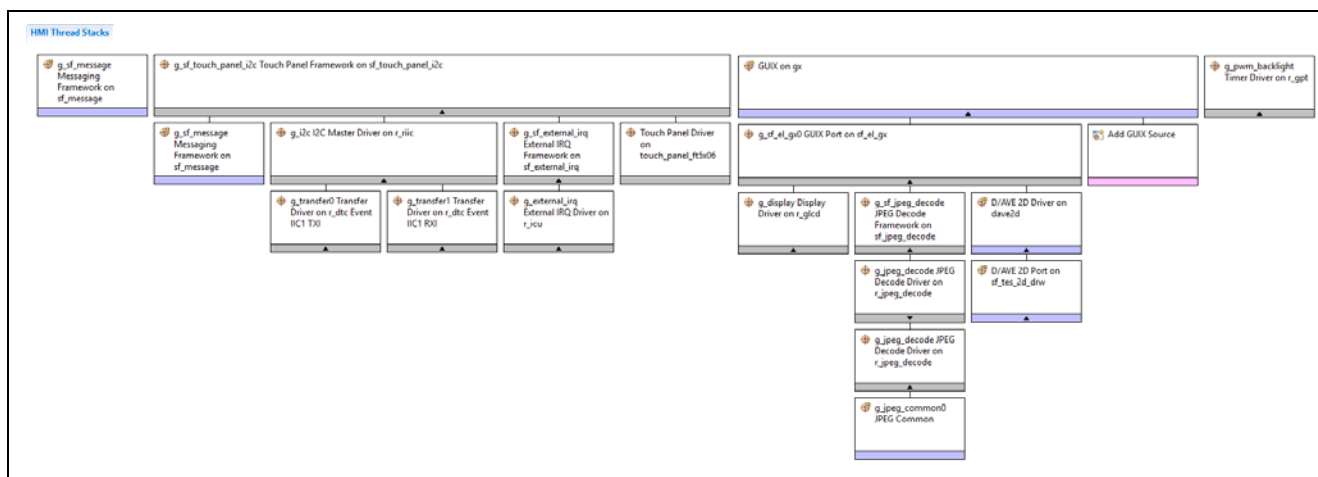 HMI Thread Stacks
g_sf_message
Messaging
Framework on
sf_message
g_sf_touch_panel_i2c Touch Panel Framework on sf_touch_panel_i2c
GUIX on gx
g_pwm_backlight
Timer Driver on r_gpt
g_sf_message
Messaging
Framework on
sf_message
g_i2c I2C Master Driver on r_riic
g_sf_external_irq
External IRQ
Framework on
sf_external_irq
Touch Panel Driver
on
touch_panel_ft5x06
g_sf_el_gx0 GUIX Port on sf_el_gx
Add GUIX Source
g_transfer0 Transfer
Driver on r_dtc Event
IIC1 TXI
g_transfer1 Transfer
Driver on r_dtc Event
IIC1 RXI
g_external_irq
External IRQ Driver on
r_icu
g_display Display
Driver on r_glcd
g_sf_jpeg_decode
JPEG Decode
Framework on
sf_jpeg_decode
D/AVE 2D Driver on
dave2d
g_jpeg_decode JPEG
Decode Driver on
r_jpeg_decode
D/AVE 2D Port on
sf_tes_2d_drw
g_jpeg_decode JPEG
Decode Driver on
r_jpeg_decode
g_jpeg_common0
JPEG Common